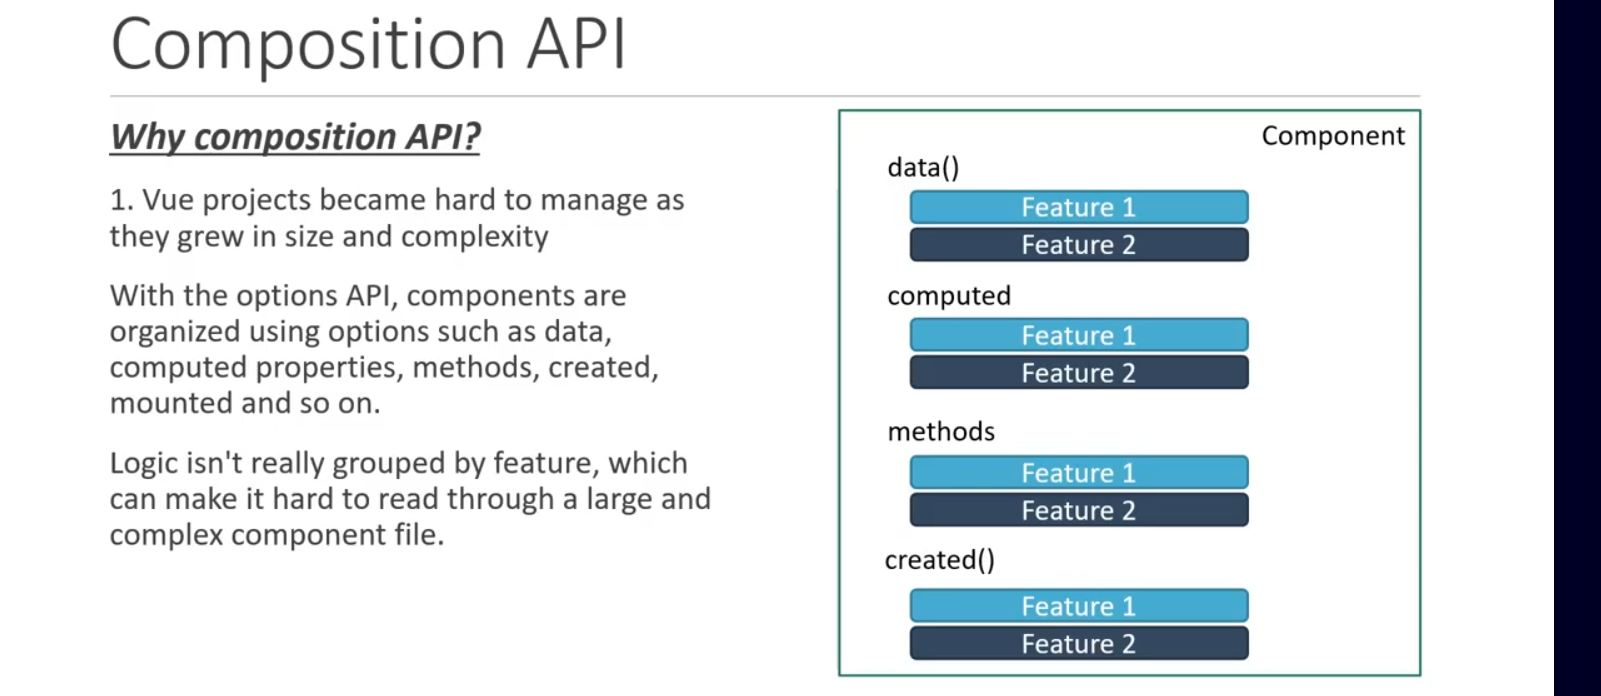 Composition API
Why composition API?
1. Vue projects became hard to manage as
they grew in size and complexity
With the options API, components are
organized using options such as data,
computed properties, methods, created,
mounted and so on.
Logic isn't really grouped by feature, which
can make it hard to read through a large and
complex component file.
Component
data()
Feature 1
Feature 2
computed
Feature 1
Feature 2
methods
Feature 1
Feature 2
created()
Feature 1
Feature 2